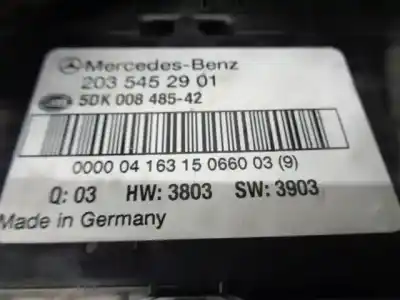 Mercedes-Benz
203 545 29 01
5DK 008 485-42
0000 04 163 15 0660 03 (9)
Q: 03 HW: 3803 SW: 3903
Made in Germany